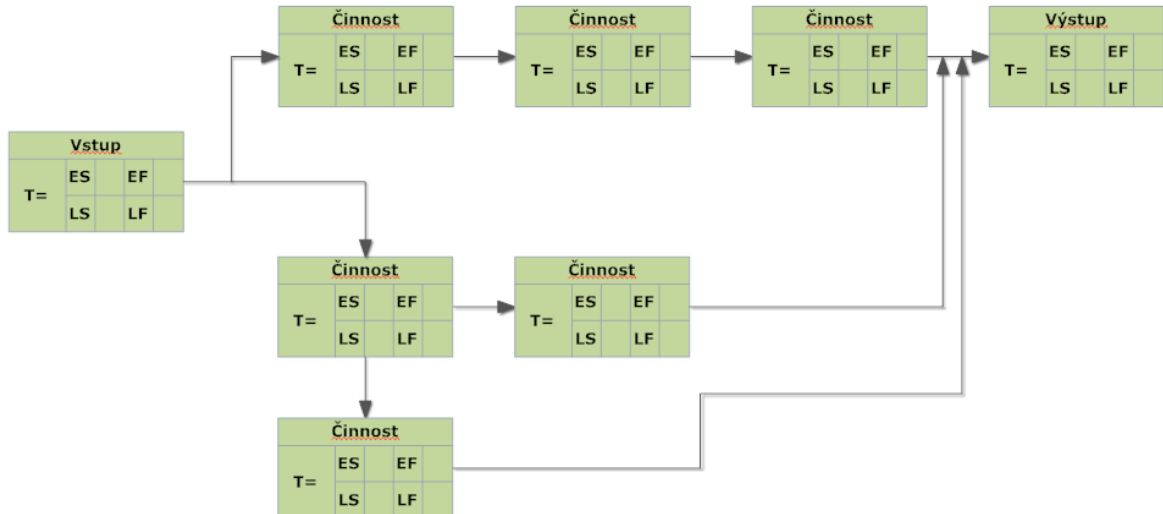 Činnost
T= ES EF
LS LF
Činnost
T= ES EF
LS LF
Činnost
T= ES EF
LS LF
Výstup
T= ES EF
LS LF
Vstup
T= ES EF
LS LF
Činnost
T= ES EF
LS LF
Činnost
T= ES EF
LS LF
Činnost
T= ES EF
LS LF